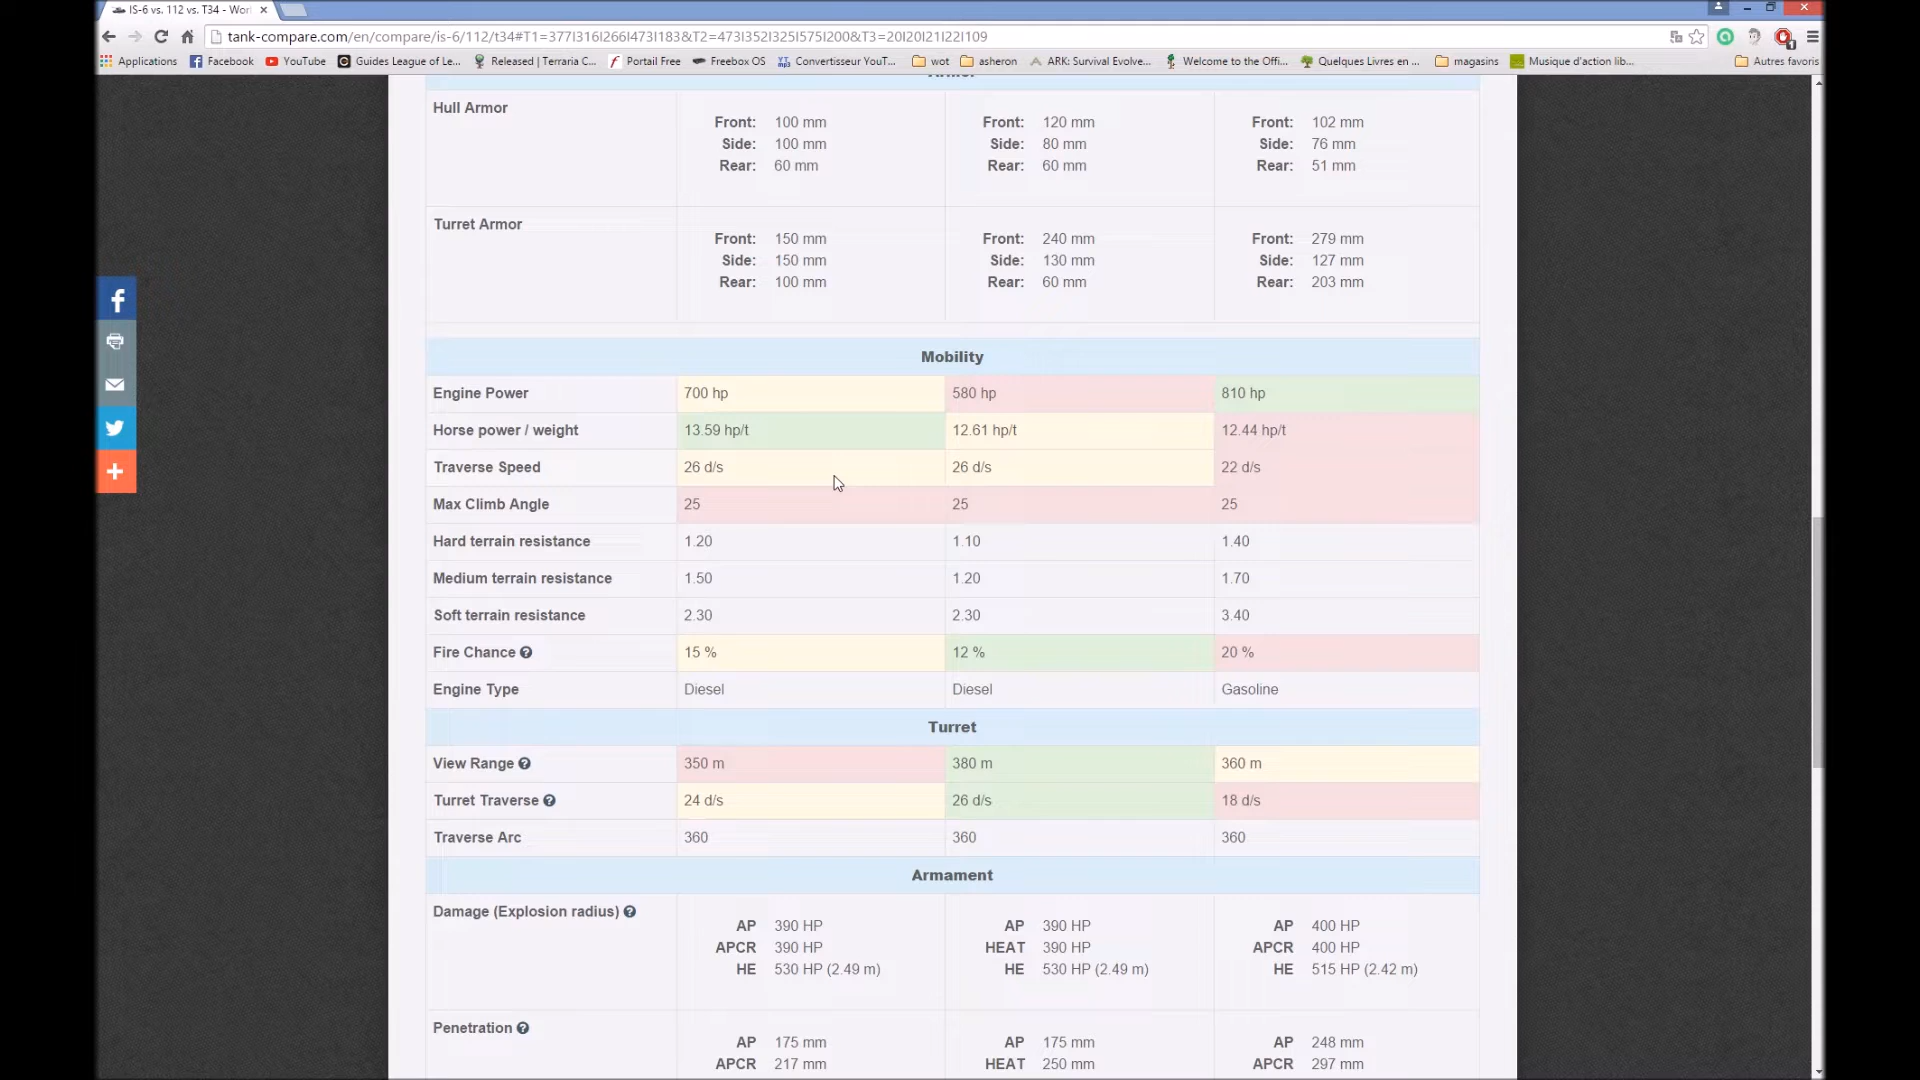 IS-6 vs. 112 vs. T34 - Worl
tank-compare.com/en/compare/is-6/112/t34#T1=377l316l266l473l183&T2=473l352l325l575l200&T3=20l20l21l22l109
Applications Facebook YouTube Guides League of Le... Released | Terraria C... Portail Free Freebox OS Convertisseur YouT... wot asheron ARK: Survival Evolve... Welcome to the Offi... Quelques Livres en ... magasins Musique d'action lib... Autres favoris
Hull Armor
Front: 100 mm Front: 120 mm Front: 102 mm
Side: 100 mm Side: 80 mm Side: 76 mm
Rear: 60 mm Rear: 60 mm Rear: 51 mm
Turret Armor
Front: 150 mm Front: 240 mm Front: 279 mm
Side: 150 mm Side: 130 mm Side: 127 mm
Rear: 100 mm Rear: 60 mm Rear: 203 mm
Mobility
Engine Power 700 hp 580 hp 810 hp
Horse power / weight 13.59 hp/t 12.61 hp/t 12.44 hp/t
Traverse Speed 26 d/s 26 d/s 22 d/s
Max Climb Angle 25 25 25
Hard terrain resistance 1.20 1.10 1.40
Medium terrain resistance 1.50 1.20 1.70
Soft terrain resistance 2.30 2.30 3.40
Fire Chance 15 % 12 % 20 %
Engine Type Diesel Diesel Gasoline
Turret
View Range 350 m 380 m 360 m
Turret Traverse 24 d/s 26 d/s 18 d/s
Traverse Arc 360 360 360
Armament
Damage (Explosion radius)
AP 390 HP AP 390 HP AP 400 HP
APCR 390 HP HEAT 390 HP APCR 400 HP
HE 530 HP (2.49 m) HE 530 HP (2.49 m) HE 515 HP (2.42 m)
Penetration
AP 175 mm AP 175 mm AP 248 mm
APCR 217 mm HEAT 250 mm APCR 297 mm